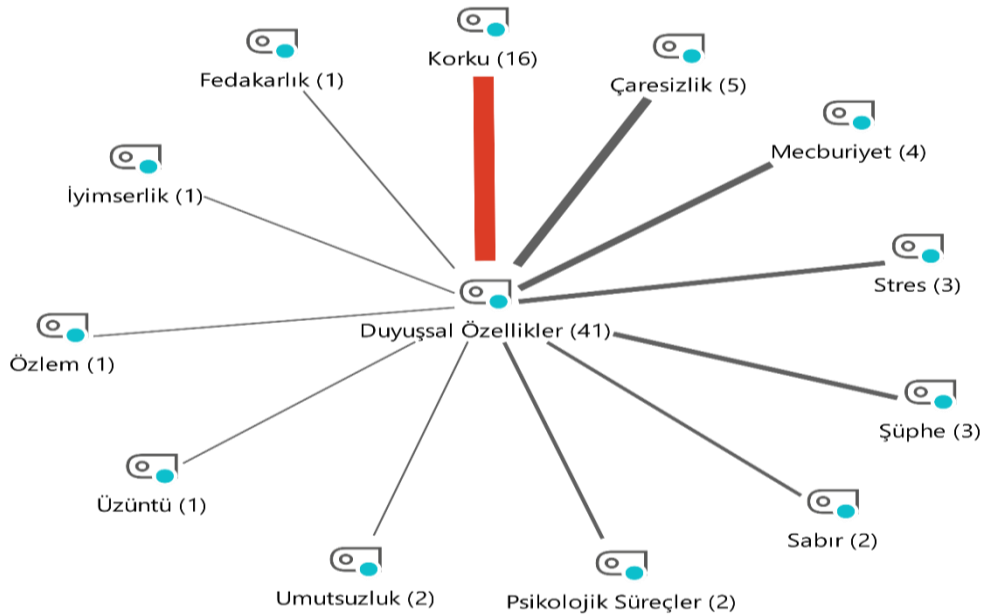 Korku (16)
Fedakarlık (1)
Çaresizlik (5)
Mecburiyet (4)
İyimserlik (1)
Stres (3)
Duyuşsal Özellikler (41)
Özlem (1)
Şüphe (3)
Üzüntü (1)
Sabır (2)
Umutsuzluk (2)
Psikolojik Süreçler (2)